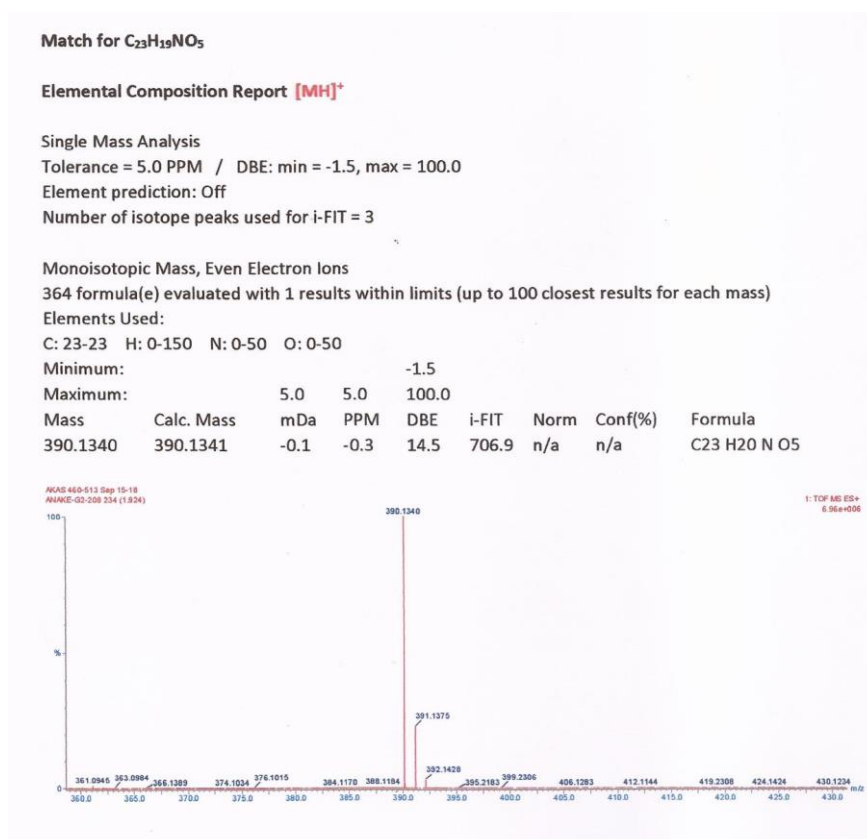 Match for C₂₃H₁₉NO₅
Elemental Composition Report [MH]⁺
Single Mass Analysis
Tolerance = 5.0 PPM / DBE: min = -1.5, max = 100.0
Element prediction: Off
Number of isotope peaks used for i-FIT = 3
Monoisotopic Mass, Even Electron Ions
364 formula(e) evaluated with 1 results within limits (up to 100 closest results for each mass)
Elements Used:
C: 23-23 H: 0-150 N: 0-50 O: 0-50
Minimum: -1.5
Maximum: 5.0 5.0 100.0
Mass Calc. Mass mDa PPM DBE i-FIT Norm Conf(%) Formula
390.1340 390.1341 -0.1 -0.3 14.5 706.9 n/a n/a C23 H20 N O5
AKAS 460-513 Sep 15-16
ANAKE-G2-208 234 (1.924)
1: TOF MS ES+
6.96e+006
100
390.1340
%
391.1375
392.1428
361.0945 363.0984 366.1389 374.1034 376.1015 384.1170 388.1184 395.2183 399.2306 406.1283 412.1144 419.2308 424.1424 430.1234
0
m/z
360.0 365.0 370.0 375.0 380.0 385.0 390.0 395.0 400.0 405.0 410.0 415.0 420.0 425.0 430.0